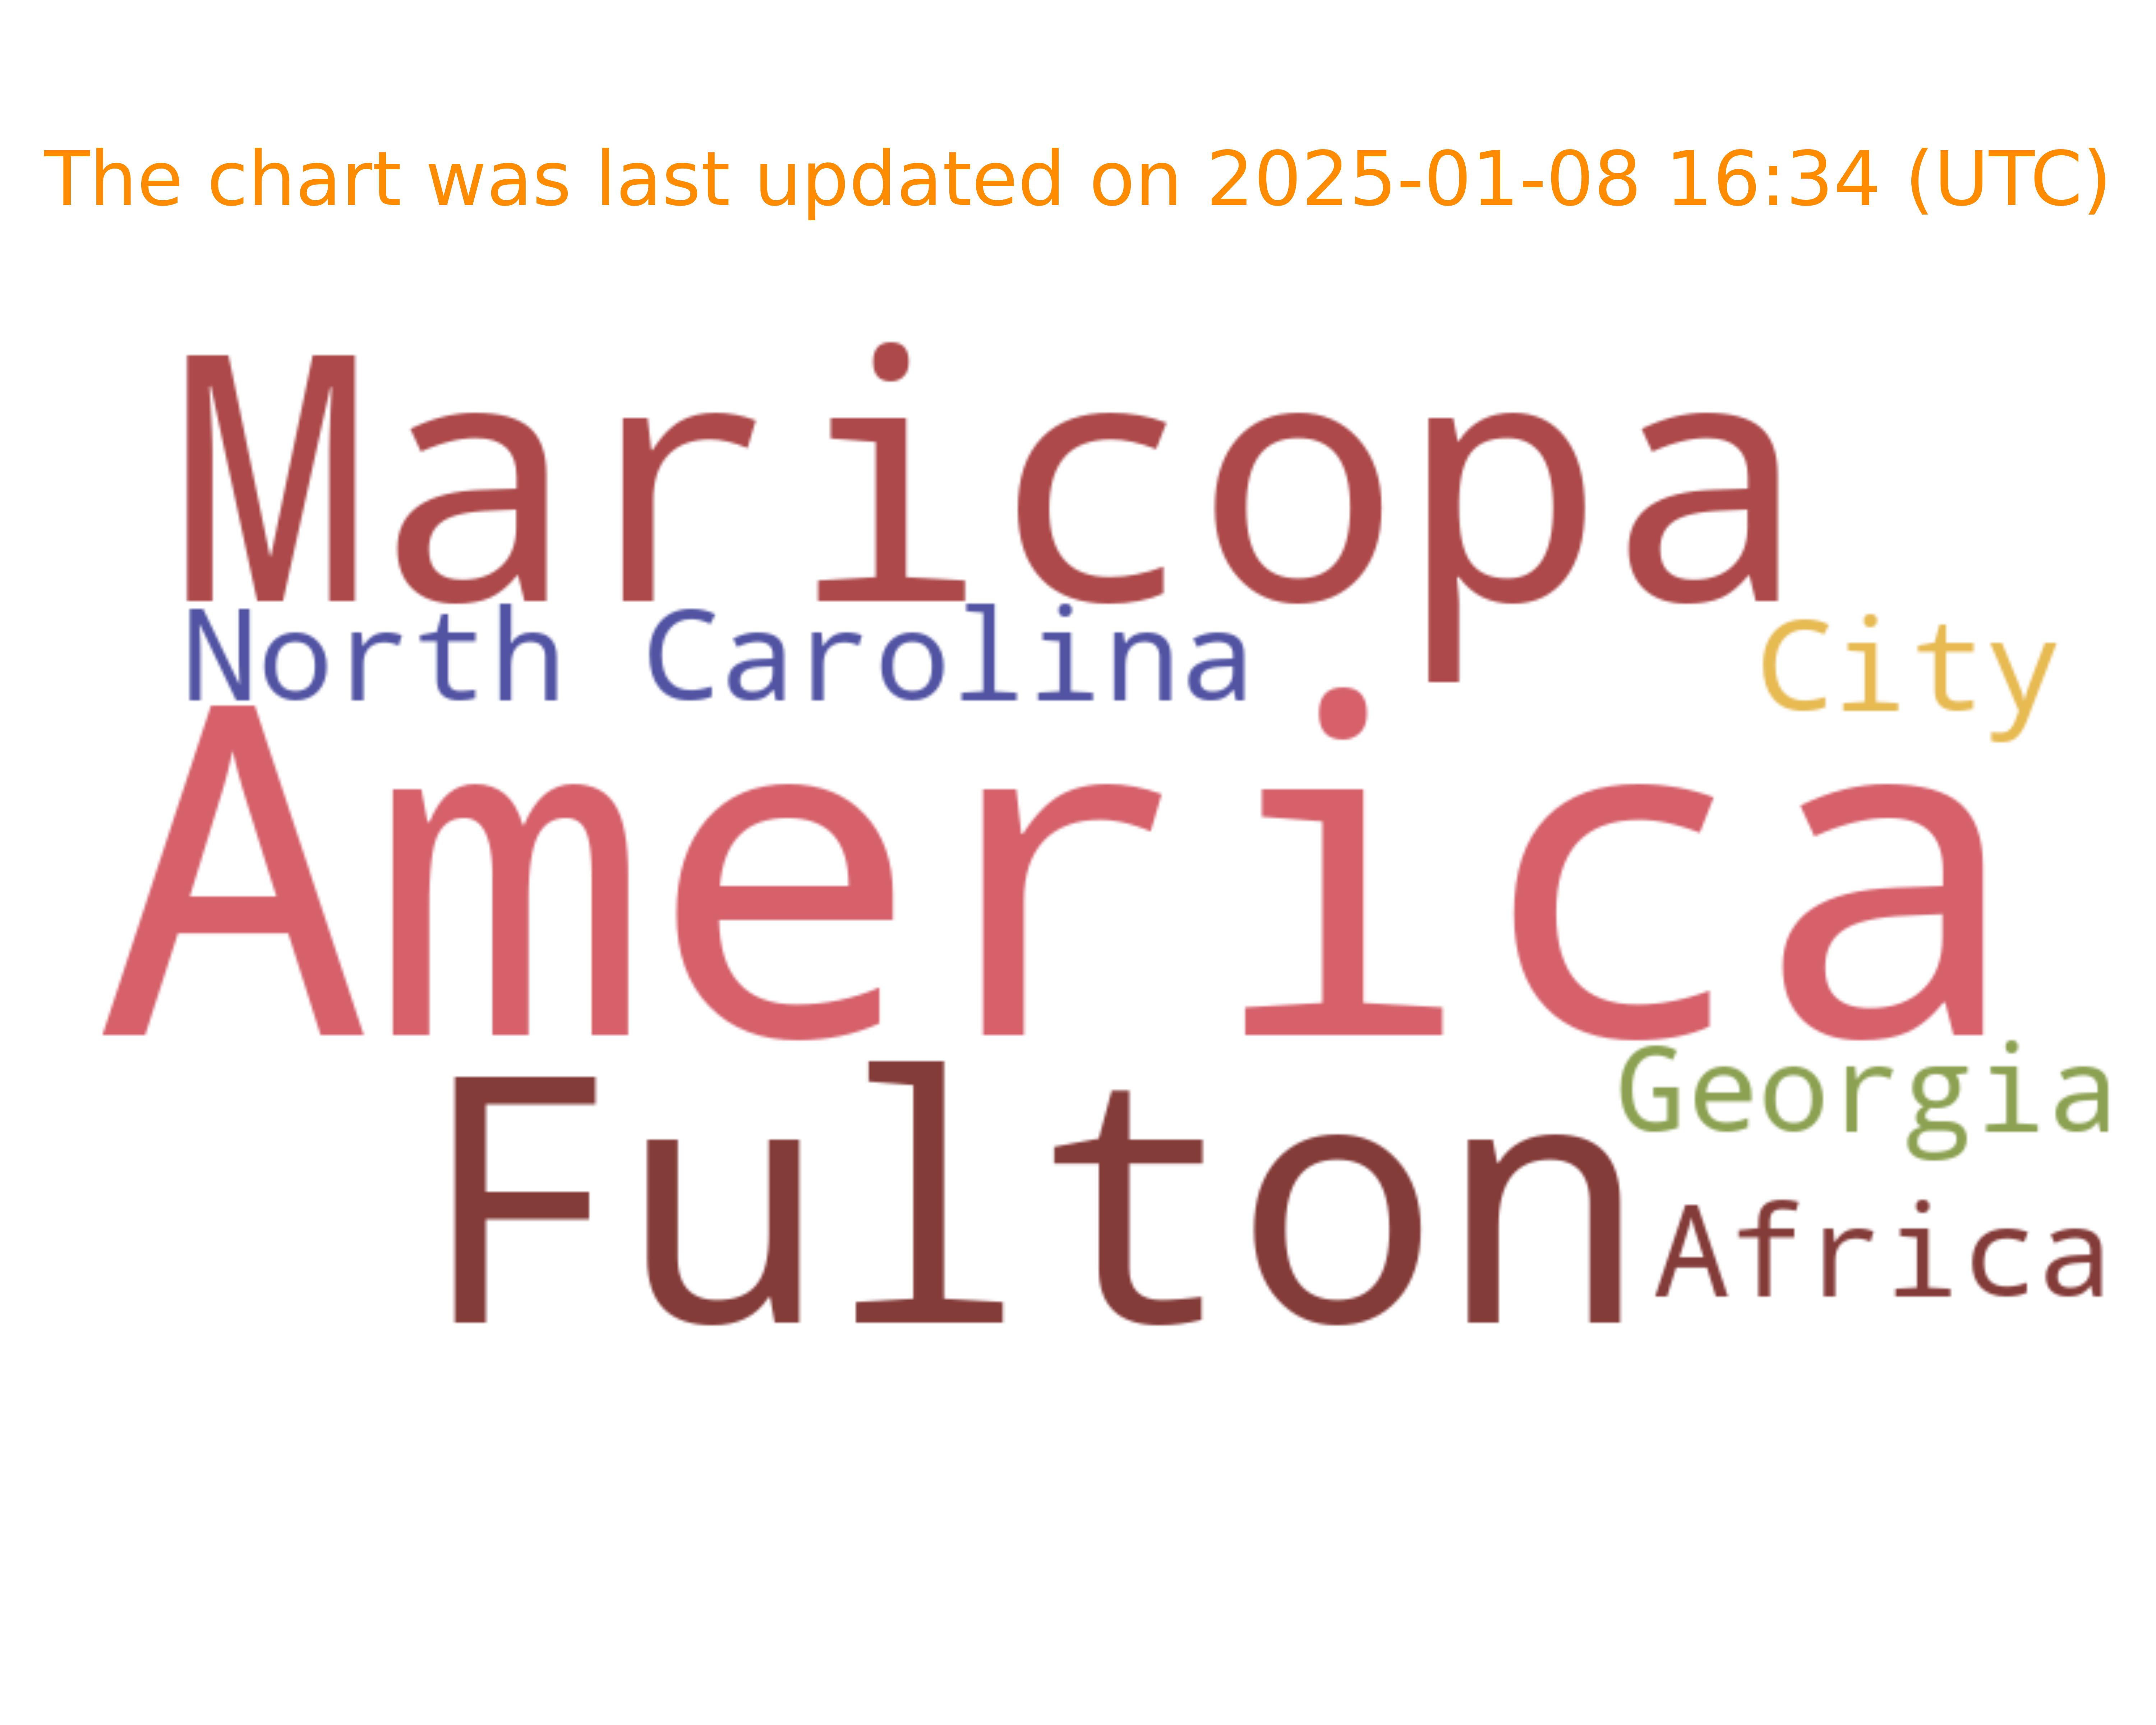 The chart was last updated on 2025-01-08 16:34 (UTC)
Maricopa
North Carolina
City
America
Georgia
Fulton
Africa